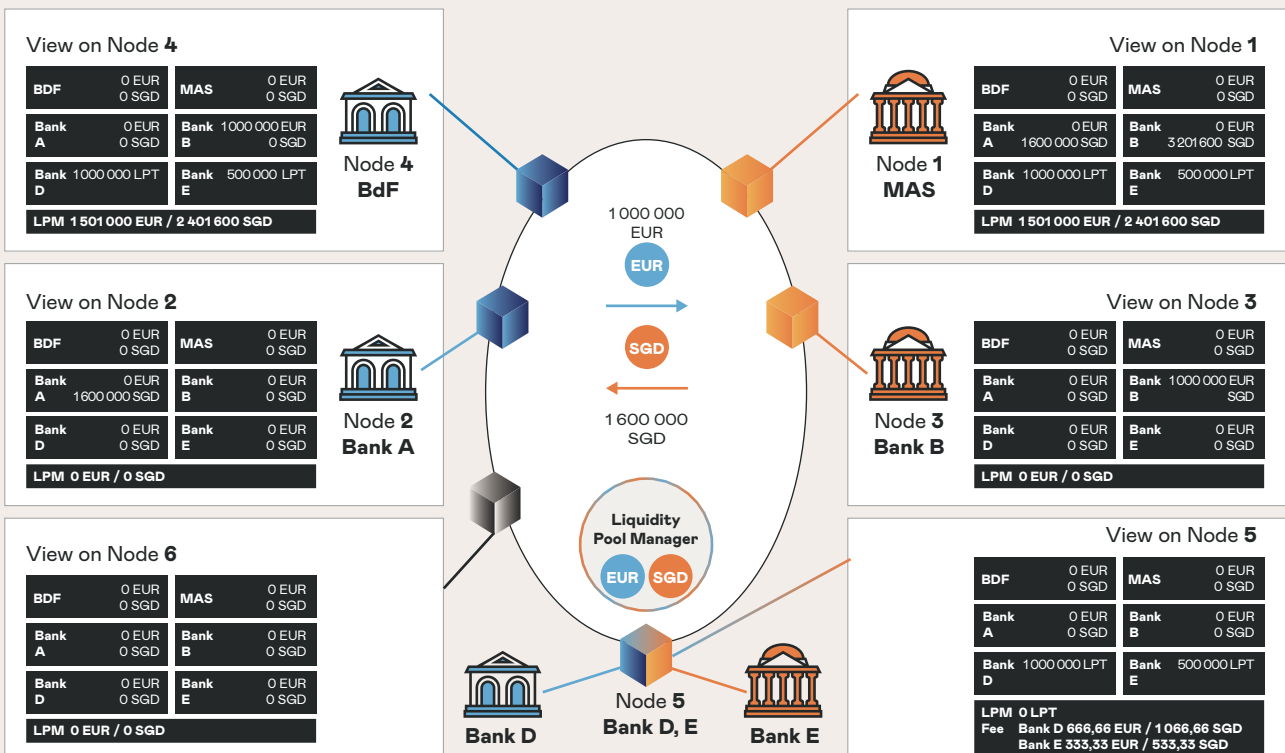 View on Node 4
BDF 0 EUR
0 SGD
MAS 0 EUR
0 SGD
Bank 0 EUR
A 0 SGD
Bank 1 000 000 EUR
B 0 SGD
Bank 1 000 000 LPT
D
Bank 500 000 LPT
E
LPM 1 501 000 EUR / 2 401 600 SGD
Node 4
BdF
View on Node 1
BDF 0 EUR
0 SGD
MAS 0 EUR
0 SGD
Bank 0 EUR
A 1 600 000 SGD
Bank 0 EUR
B 3 201 600 SGD
Bank 1 000 000 LPT
D
Bank 500 000 LPT
E
LPM 1 501 000 EUR / 2 401 600 SGD
Node 1
MAS
1 000 000
EUR
EUR
SGD
1 600 000
SGD
View on Node 2
BDF 0 EUR
0 SGD
MAS 0 EUR
0 SGD
Bank 0 EUR
A 1 600 000 SGD
Bank 0 EUR
B 0 SGD
Bank 0 EUR
D 0 SGD
Bank 0 EUR
E 0 SGD
LPM 0 EUR / 0 SGD
Node 2
Bank A
View on Node 3
BDF 0 EUR
0 SGD
MAS 0 EUR
0 SGD
Bank 0 EUR
A 0 SGD
Bank 1 000 000 EUR
B SGD
Bank 0 EUR
D 0 SGD
Bank 0 EUR
E 0 SGD
LPM 0 EUR / 0 SGD
Node 3
Bank B
Liquidity
Pool Manager
EUR SGD
View on Node 6
BDF 0 EUR
0 SGD
MAS 0 EUR
0 SGD
Bank 0 EUR
A 0 SGD
Bank 0 EUR
B 0 SGD
Bank 0 EUR
D 0 SGD
Bank 0 EUR
E 0 SGD
LPM 0 EUR / 0 SGD
Bank D
Node 5
Bank D, E
Bank E
View on Node 5
BDF 0 EUR
0 SGD
MAS 0 EUR
0 SGD
Bank 0 EUR
A 0 SGD
Bank 0 EUR
B 0 SGD
Bank 1 000 000 LPT
D
Bank 500 000 LPT
E
LPM 0 LPT
Fee Bank D 666,66 EUR / 1 066,66 SGD
Bank E 333,33 EUR / 533,33 SGD